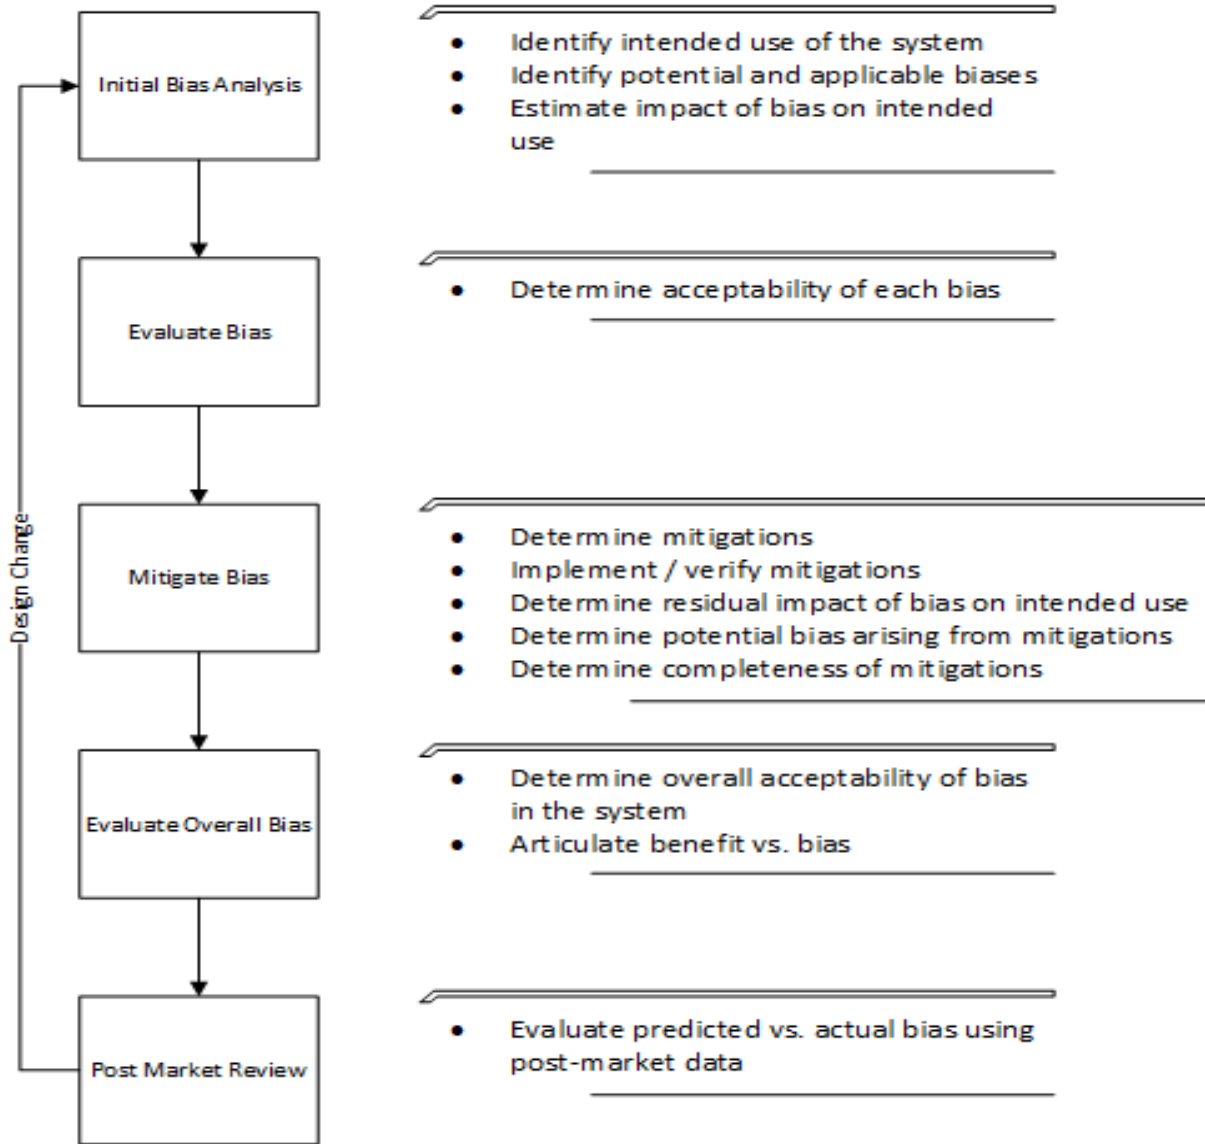 Initial Bias Analysis
• Identify intended use of the system
• Identify potential and applicable biases
• Estimate impact of bias on intended
use
Evaluate Bias
• Determine acceptability of each bias
Design Change
Mitigate Bias
• Determine mitigations
• Implement / verify mitigations
• Determine residual impact of bias on intended use
• Determine potential bias arising from mitigations
• Determine completeness of mitigations
Evaluate Overall Bias
• Determine overall acceptability of bias
in the system
• Articulate benefit vs. bias
Post Market Review
• Evaluate predicted vs. actual bias using
post-market data